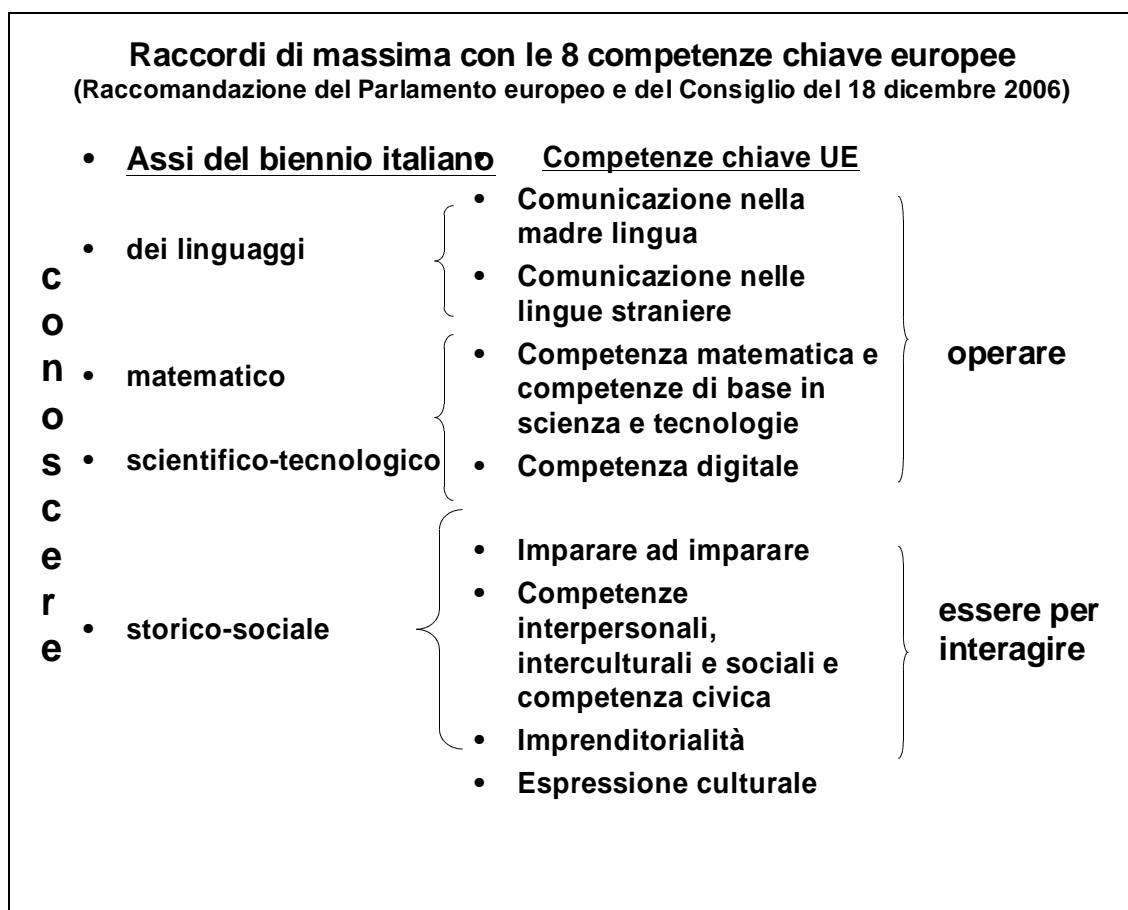 Raccordi di massima con le 8 competenze chiave europee
(Raccomandazione del Parlamento europeo e del Consiglio del 18 dicembre 2006)
• Assi del biennio italiano
• dei linguaggi
• matematico
• scientifico-tecnologico
• storico-sociale
conoscere
• Competenze chiave UE
• Comunicazione nella
madre lingua
• Comunicazione nelle
lingue straniere
• Competenza matematica e
competenze di base in
scienza e tecnologie
• Competenza digitale
• Imparare ad imparare
• Competenze
interpersonali,
interculturali e sociali e
competenza civica
• Imprenditorialità
• Espressione culturale
operare
essere per
interagire